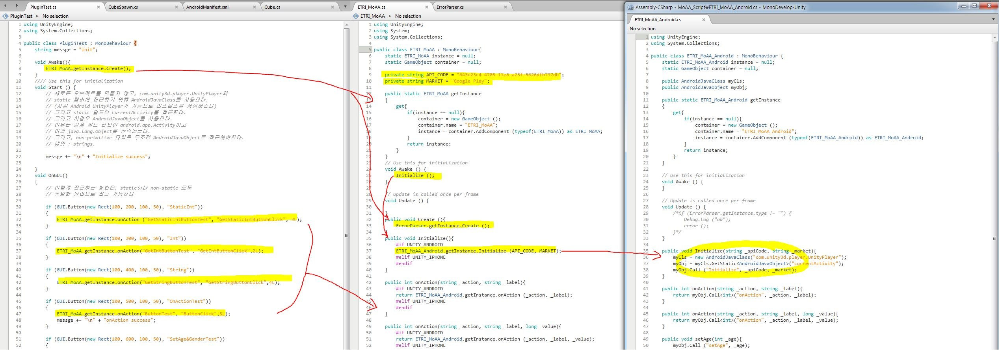 PluginTest.cs
CubeSpawn.cs
AndroidManifest.xml
Cube.cs
PluginTest ▸ No selection
1 using UnityEngine;
2 using System.Collections;
3
4 public class PluginTest : MonoBehaviour {
5 string messge = "init";
6
7 void Awake(){
8 ETRI_MoAA.getInstance.Create();
9 }
10 //// Use this for initialization
11 void Start () {
12 // 새로운 오브젝트를 만들지 않고, com.unity3d.player.UnityPlayer의
13 // static 멤버에 접근하기 위해 AndroidJavaClass를 사용한다.
14 // (사실 Android UnityPlayer가 자동으로 인스턴스를 생성해준다)
15 // 그리고 static 필드인 currentActivity를 접근한다.
16 // 그리고 이경우 AndroidJavaObject를 사용한다.
17 // 이유는 실제 필드 타입이 android.app.Activity이고
18 // 이건 java.lang.Object를 상속받는다.
19 // 그리고, non-primitive 타입은 무조껀 AndroidJavaObject로 접근해야한다.
20 // 예외 : strings.
21
22 messge += "\n" + "Initialize success";
23
24 }
25 void OnGUI()
26 {
27 // 이렇게 접근하는 방법은, static이나 non-static 모두
28 // 동일한 방법으로 접근 가능하다
29
30 if (GUI.Button(new Rect(100, 200, 100, 50), "StaticInt"))
31 {
32 ETRI_MoAA.getInstance.onAction ("GetStaticIntButtonTest", "GetStaticIntButtonClick", 3L);
33 }
34
35 if (GUI.Button(new Rect(100, 300, 100, 50), "Int"))
36 {
37 ETRI_MoAA.getInstance.onAction("GetIntButtonTest", "GetIntButtonClick",2L);
38 }
39
40 if (GUI.Button(new Rect(100, 400, 100, 50), "String"))
41 {
42 ETRI_MoAA.getInstance.onAction("GetStringButtonTest", "GetStringButtonClick",4L);
43 }
44
45 if (GUI.Button(new Rect(100, 500, 100, 50), "OnActionTest"))
46 {
47 ETRI_MoAA.getInstance.onAction("ButtonTest", "ButtonClick",5L);
48 messge += "\n" + "onAction success";
49 }
50
51 if (GUI.Button(new Rect(100, 600, 100, 50), "SetAge&GenderTest"))
52 {
ETRI_MoAA.cs
ErrorParser.cs
ETRI_MoAA ▸ No selection
1 using UnityEngine;
2 using System;
3 using System.Collections;
4
5 public class ETRI_MoAA : MonoBehaviour{
6 static ETRI_MoAA instance = null;
7 static GameObject container = null;
8
9 private string API_CODE = "643e23c4-4705-11e6-a23f-5626dfb797db";
10 private string MARKET = "Google Play";
11
12 public static ETRI_MoAA getInstance
13 {
14 get{
15 if(instance == null){
16 container = new GameObject ();
17 container.name = "ETRI_MoAA";
18 instance = container.AddComponent (typeof(ETRI_MoAA)) as ETRI_MoAA;
19 }
20 return instance;
21 }
22 }
23 // Use this for initialization
24 void Awake () {
25 Initialize ();
26 }
27
28 // Update is called once per frame
29 void Update () {
30
31 }
32 public void Create (){
33 ErrorParser.getInstance.Create ();
34 }
35 public void Initialize(){
36 #if UNITY_ANDROID
37 ETRI_MoAA_Android.getInstance.Initialize (API_CODE, MARKET);
38 #elif UNITY_IPHONE
39 #endif
40 }
41
42 public int onAction(string _action, string _label){
43 #if UNITY_ANDROID
44 return ETRI_MoAA_Android.getInstance.onAction (_action, _label);
45 #elif UNITY_IPHONE
46 #endif
47 }
48
49 public int onAction(string _action, string _label, long _value){
50 #if UNITY_ANDROID
51 return ETRI_MoAA_Android.getInstance.onAction (_action, _label, _value);
52 #elif UNITY_IPHONE
Assembly-CSharp - MoAA_Script₩ETRI_MoAA_Android.cs - MonoDevelop-Unity
ETRI_MoAA_Android.cs
No selection
1 using UnityEngine;
2 using System.Collections;
3
4 public class ETRI_MoAA_Android : MonoBehaviour {
5 static ETRI_MoAA_Android instance = null;
6 static GameObject container = null;
7
8 public AndroidJavaClass myCls;
9 public AndroidJavaObject myObj;
10
11 public static ETRI_MoAA_Android getInstance
12 {
13 get{
14 if(instance == null){
15 container = new GameObject ();
16 container.name = "ETRI_MoAA_Android";
17 instance = container.AddComponent (typeof(ETRI_MoAA_Android)) as ETRI_MoAA_Android;
18 }
19 return instance;
20 }
21 }
22
23 // Use this for initialization
24 void Awake () {
25 }
26
27 // Update is called once per frame
28 void Update () {
29 /*if (ErrorParser.getInstance.type != "") {
30 Debug.Log ("ok");
31 error ();
32 }*/
33 }
34
35 public void Initialize(string _apiCode, string _market){
36 myCls = new AndroidJavaClass("com.unity3d.player.UnityPlayer");
37 myObj = myCls.GetStatic<AndroidJavaObject>("currentActivity");
38 myObj.Call ("Initialize", _apiCode, _market);
39 }
40
41 public int onAction(string _action, string _label){
42 return myObj.Call<int>("onAction", _action, _label);
43 }
44
45 public int onAction(string _action, string _label, long _value){
46 return myObj.Call<int>("onAction", _action, _label, _value);
47 }
48
49 public void setAge(int _age){
50 myObj.Call ("setAge", _age);